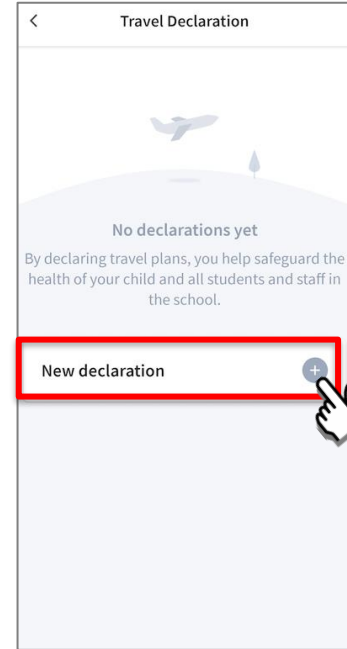 Travel Declaration
No declarations yet
By declaring travel plans, you help safeguard the
health of your child and all students and staff in
the school.
New declaration